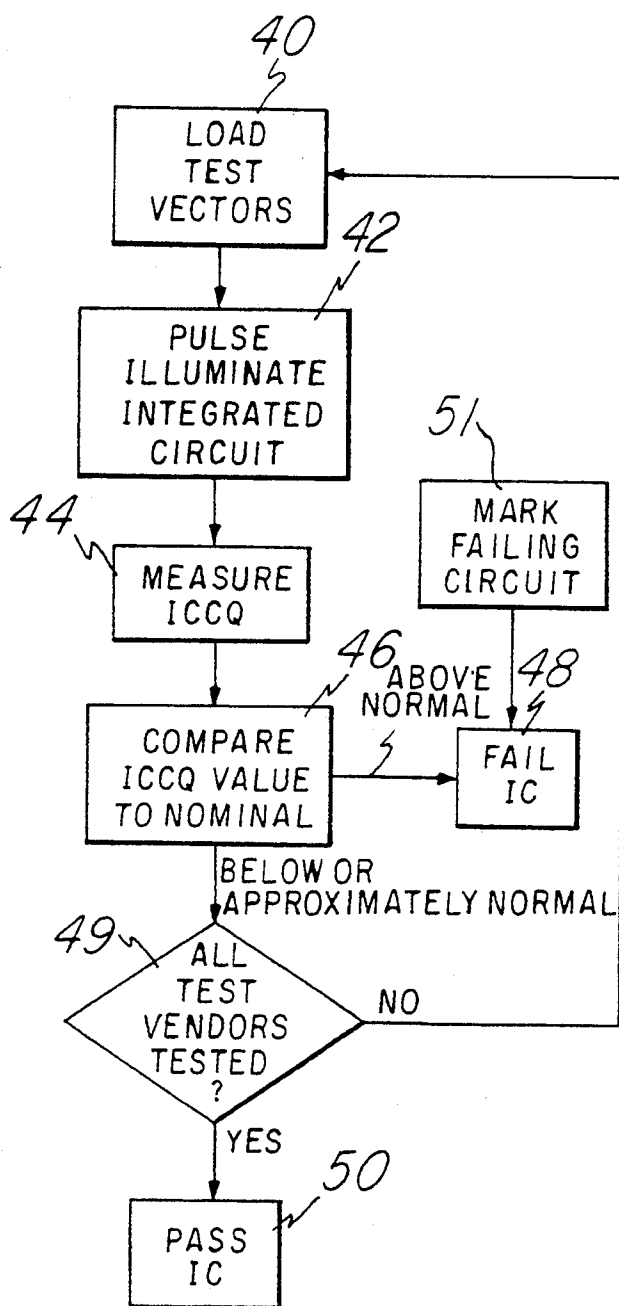 40
LOAD
TEST
VECTORS
42
PULSE
ILLUMINATE
INTEGRATED
CIRCUIT
51
MARK
FAILING
CIRCUIT
44
MEASURE
ICCQ
46
ABOVE
NORMAL
48
COMPARE
ICCQ VALUE
TO NOMINAL
FAIL
IC
BELOW OR
APPROXIMATELY NORMAL
49
ALL
TEST
VENDORS
TESTED
?
NO
YES
50
PASS
IC